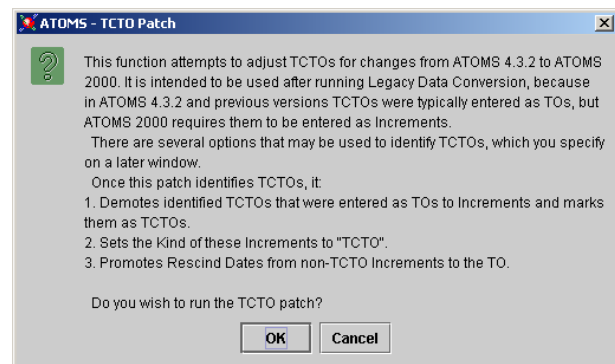 ATOMS - TCTO Patch
This function attempts to adjust TCTOs for changes from ATOMS 4.3.2 to ATOMS
2000. It is intended to be used after running Legacy Data Conversion, because
in ATOMS 4.3.2 and previous versions TCTOs were typically entered as TOs, but
ATOMS 2000 requires them to be entered as Increments.
There are several options that may be used to identify TCTOs, which you specify
on a later window.
Once this patch identifies TCTOs, it:
1. Demotes identified TCTOs that were entered as TOs to Increments and marks
them as TCTOs.
2. Sets the Kind of these Increments to "TCTO".
3. Promotes Rescind Dates from non-TCTO Increments to the TO.
Do you wish to run the TCTO patch?
OK Cancel